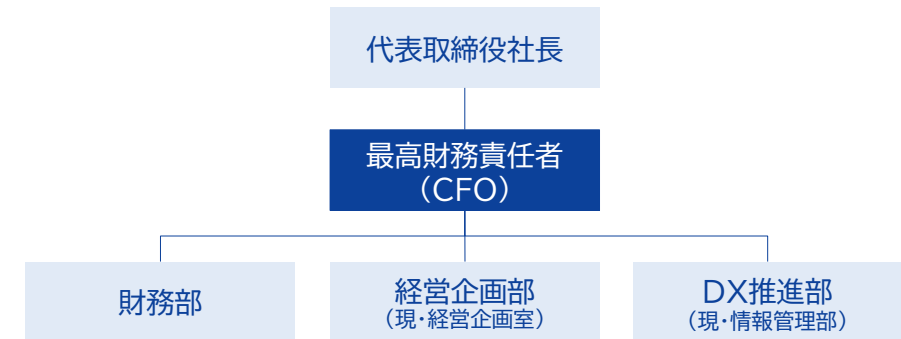 代表取締役社長
最高財務責任者
（CFO）
財務部
経営企画部
（現・経営企画室）
DX推進部
（現・情報管理部）